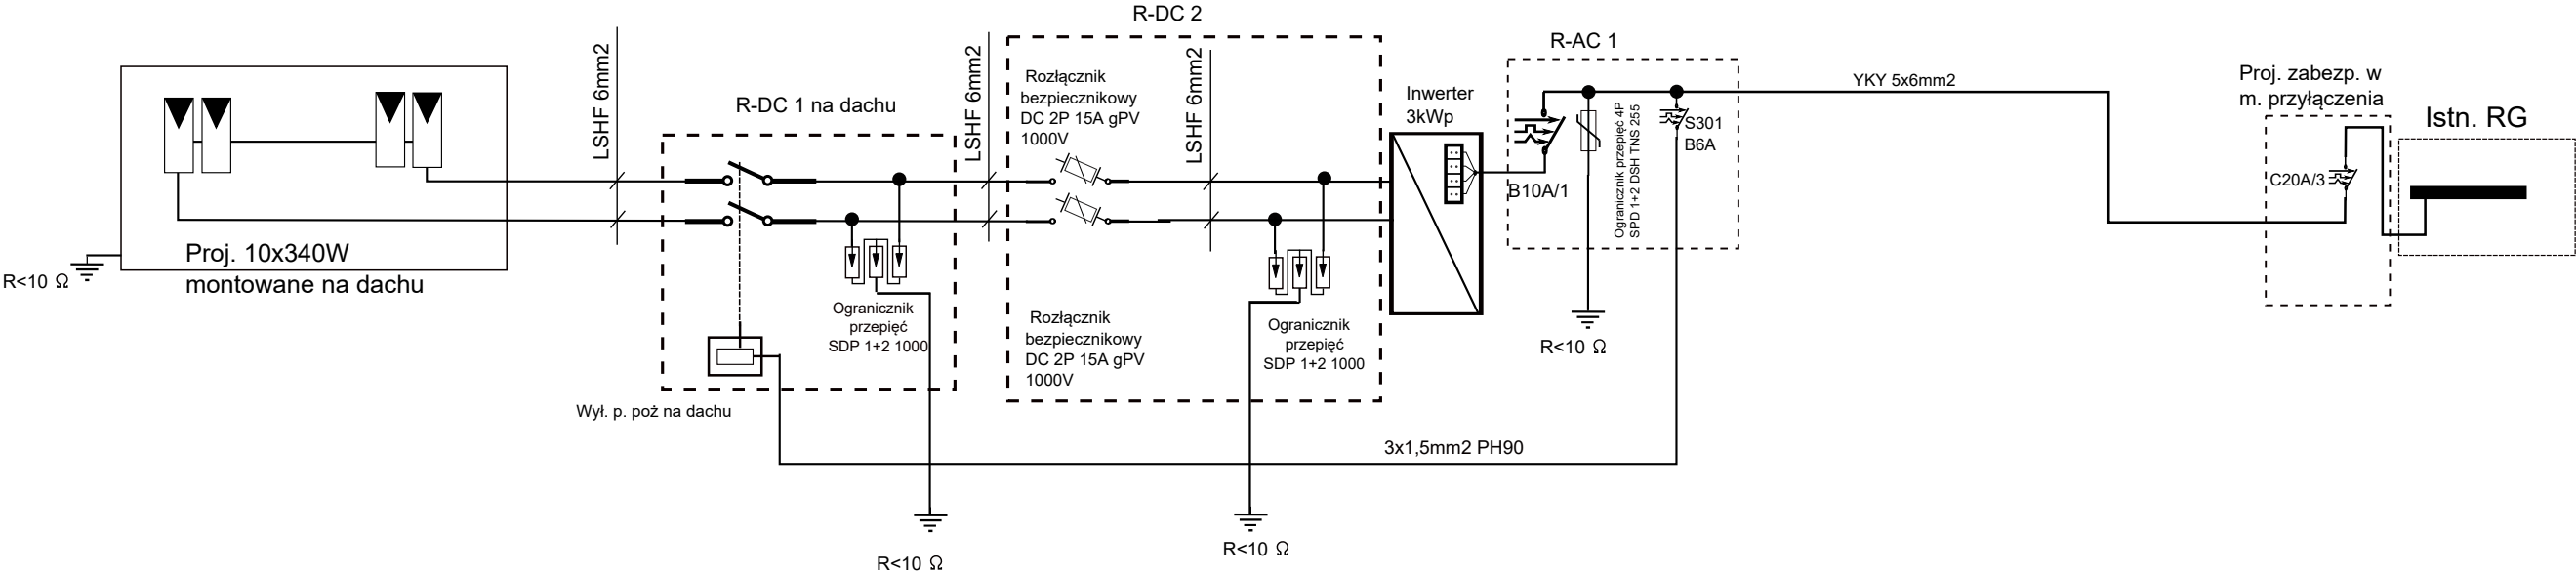 R-DC 2
R-AC 1
LSHF 6mm2
LSHF 6mm2
LSHF 6mm2
Rozłącznik
bezpiecznikowy
DC 2P 15A gPV
1000V
R-DC 1 na dachu
Inwerter
3kWp
YKY 5x6mm2
Proj. zabezp. w
m. przyłączenia
Istn. RG
S301
B6A
B10A/1
Ogranicznik przepięć 4P
SPD 1+2 DSH TNS 255
C20A/3
Proj. 10x340W
montowane na dachu
R<10 Ω
Ogranicznik
przepięć
SDP 1+2 1000
Rozłącznik
bezpiecznikowy
DC 2P 15A gPV
1000V
Ogranicznik
przepięć
SDP 1+2 1000
R<10 Ω
Wył. p. poż na dachu
3x1,5mm2 PH90
R<10 Ω
R<10 Ω